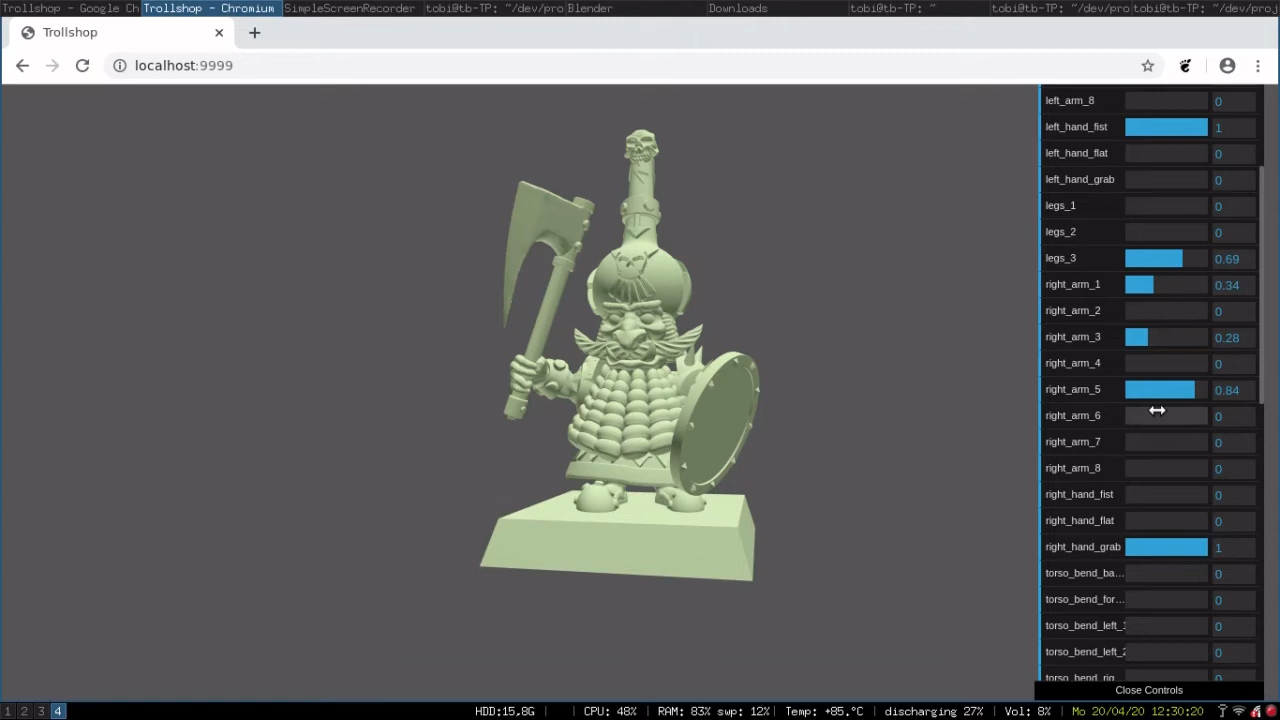 Trollshop - Google Ch Trollshop - Chromium SimpleScreenRecorder tobi@tb-TP: ~/dev/pro Blender Downloads tobi@tb-TP: ~ tobi@tb-TP: ~/dev/pro tobi@tb-TP: ~/dev/proj
Trollshop
localhost:9999
left_arm_8 0
left_hand_fist 1
left_hand_flat 0
left_hand_grab 0
legs_1 0
legs_2 0
legs_3 0.69
right_arm_1 0.34
right_arm_2 0
right_arm_3 0.28
right_arm_4 0
right_arm_5 0.84
right_arm_6 0
right_arm_7 0
right_arm_8 0
right_hand_fist 0
right_hand_flat 0
right_hand_grab 1
torso_bend_ba... 0
torso_bend_for... 0
torso_bend_left_1 0
torso_bend_left_2 0
torso_bend_rig...
Close Controls
1 2 3 4 HDD:15,8G CPU: 48% RAM: 83% swp: 12% Temp: +85.°C discharging 27% Vol: 8% Mo 20/04/20 12:30:20